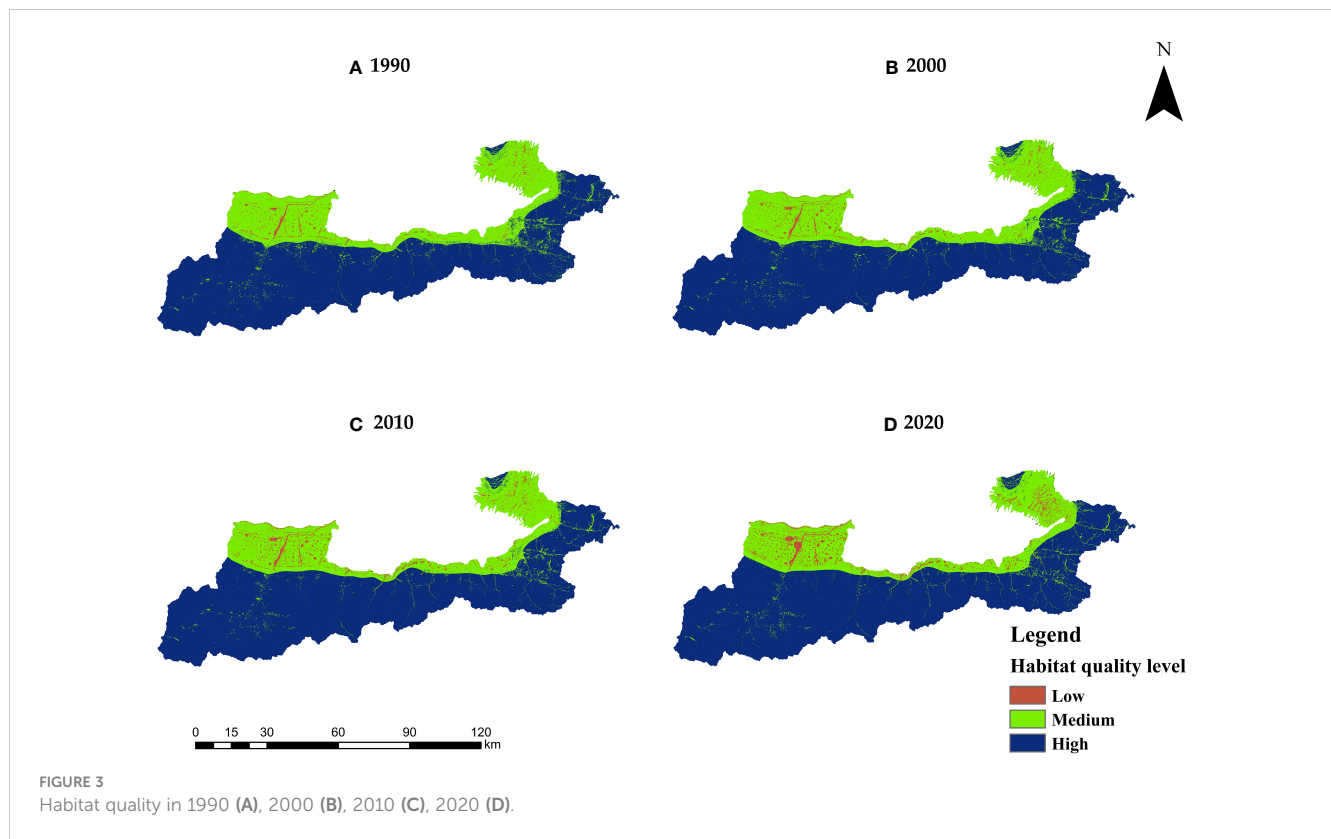 A 1990
B 2000
N
C 2010
D 2020
Legend
Habitat quality level
Low
Medium
High
0 15 30 60 90 120
km
FIGURE 3
Habitat quality in 1990 (A), 2000 (B), 2010 (C), 2020 (D).